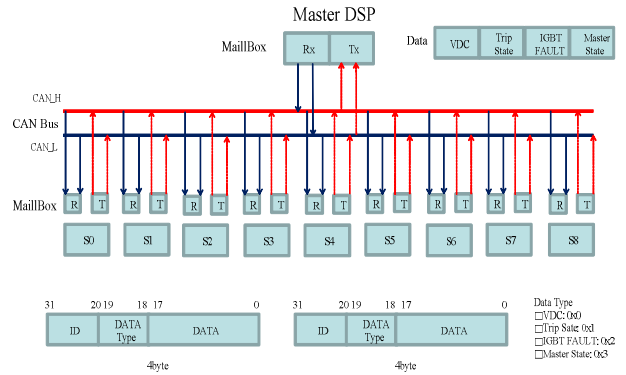 Master DSP
MaillBox
Rx
Tx
Data
VDC
Trip
State
IGBT
FAULT
Master
State
CAN_H
CAN Bus
CAN_L
MaillBox
R T R T R T R T R T R T R T R T R T
S0 S1 S2 S3 S4 S5 S6 S7 S8
31 20 19 18 17 0
ID
DATA
Type
DATA
4byte
31 20 19 18 17 0
ID
DATA
Type
DATA
4byte
Data Type
□VDC: 0x0
□Trip Sate: 0x1
□IGBT FAULT: 0x2
□Master State: 0x3